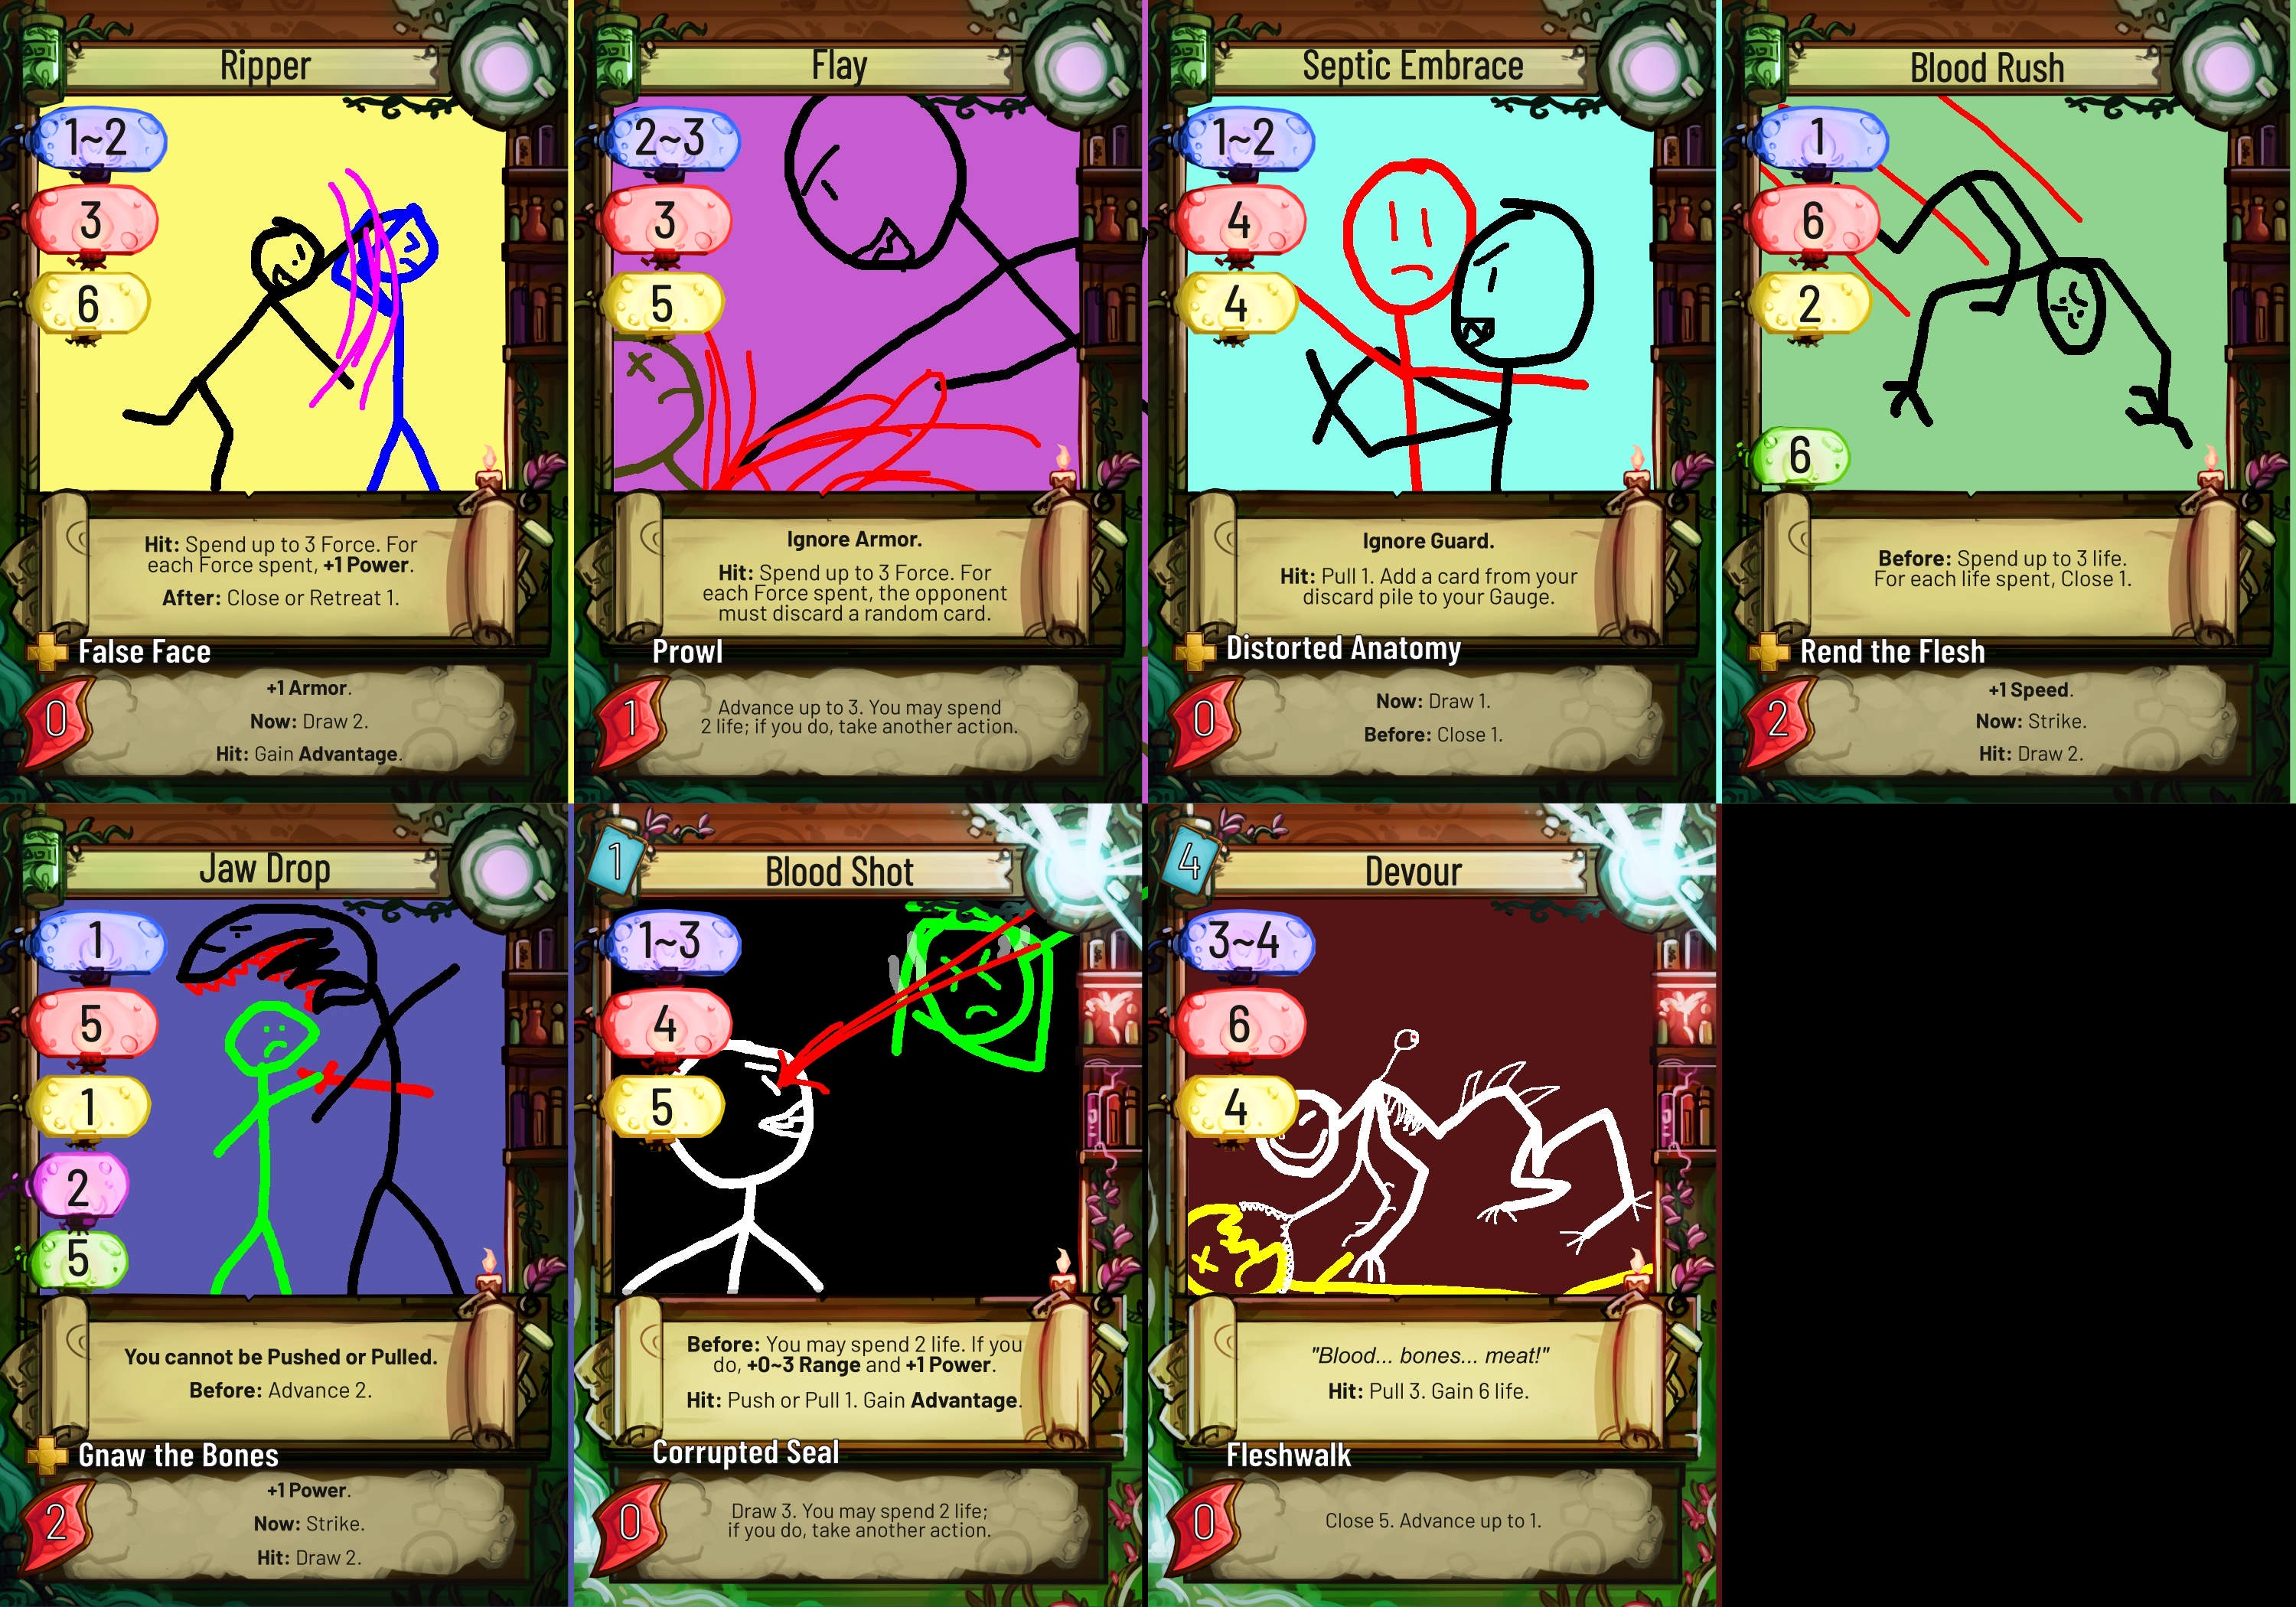 Ripper
1~2
3
6
Hit: Spend up to 3 Force. For
each Force spent, +1 Power.
After: Close or Retreat 1.
False Face
0
+1 Armor.
Now: Draw 2.
Hit: Gain Advantage.
Flay
2~3
3
5
Ignore Armor.
Hit: Spend up to 3 Force. For
each Force spent, the opponent
must discard a random card.
Prowl
1
Advance up to 3. You may spend
2 life; if you do, take another action.
Septic Embrace
1~2
4
4
Ignore Guard.
Hit: Pull 1. Add a card from your
discard pile to your Gauge.
Distorted Anatomy
0
Now: Draw 1.
Before: Close 1.
Blood Rush
1
6
2
6
Before: Spend up to 3 life.
For each life spent, Close 1.
Rend the Flesh
2
+1 Speed.
Now: Strike.
Hit: Draw 2.
Jaw Drop
1
5
1
2
5
You cannot be Pushed or Pulled.
Before: Advance 2.
Gnaw the Bones
2
+1 Power.
Now: Strike.
Hit: Draw 2.
1
Blood Shot
1~3
4
5
Before: You may spend 2 life. If you
do, +0~3 Range and +1 Power.
Hit: Push or Pull 1. Gain Advantage.
Corrupted Seal
0
Draw 3. You may spend 2 life;
if you do, take another action.
4
Devour
3~4
6
4
"Blood... bones... meat!"
Hit: Pull 3. Gain 6 life.
Fleshwalk
0
Close 5. Advance up to 1.